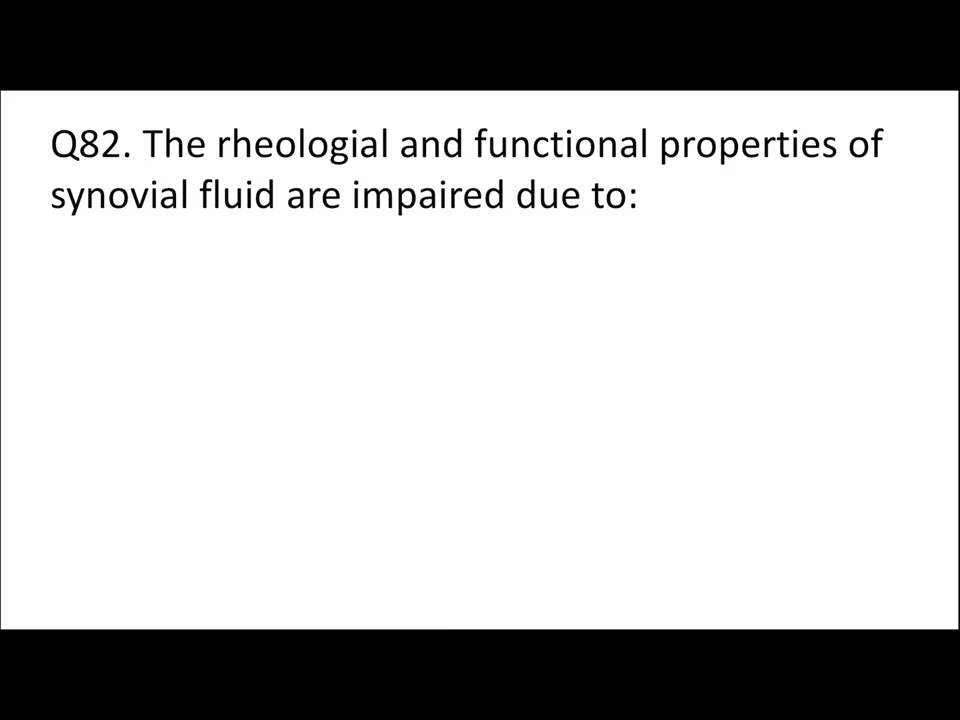 Q82. The rheologial and functional properties of
synovial fluid are impaired due to: